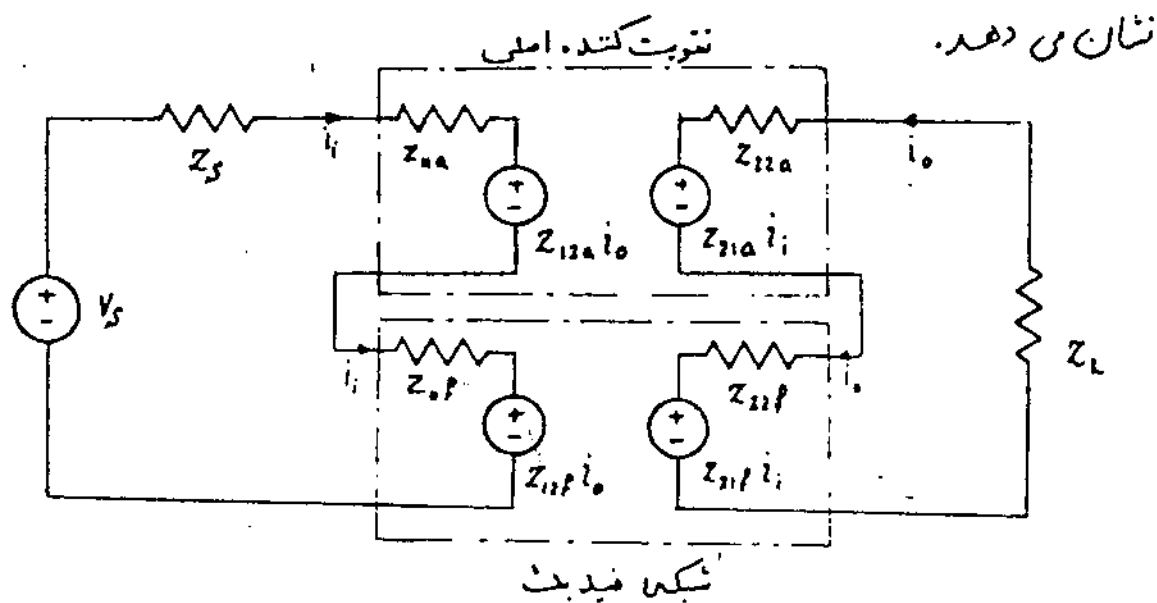 نشان می دهد.
تقویت کننده اصلی
Z_S
i_i
Z_11a
Z_12a i_o
Z_21a i_i
Z_22a
i_o
V_S
+
-
Z_L
i_i
Z_11f
Z_12f i_o
Z_21f i_i
Z_22f
i_o
شبکه فیدبک